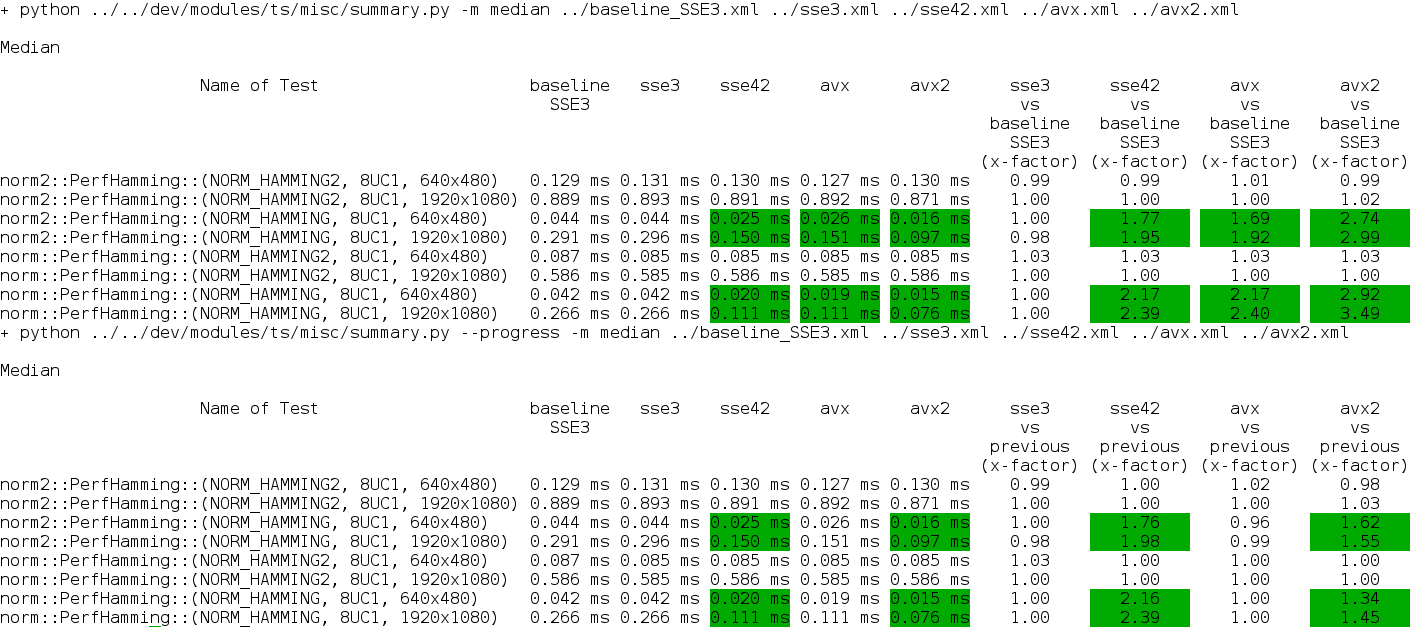 + python ../../dev/modules/ts/misc/summary.py -m median ../baseline_SSE3.xml ../sse3.xml ../sse42.xml ../avx.xml ../avx2.xml
Median
Name of Test baseline sse3 sse42 avx avx2 sse3 sse42 avx avx2
SSE3 vs vs vs vs
baseline baseline baseline baseline
SSE3 SSE3 SSE3 SSE3
(x-factor) (x-factor) (x-factor) (x-factor)
norm2::PerfHamming::(NORM_HAMMING2, 8UC1, 640x480) 0.129 ms 0.131 ms 0.130 ms 0.127 ms 0.130 ms 0.99 0.99 1.01 0.99
norm2::PerfHamming::(NORM_HAMMING2, 8UC1, 1920x1080) 0.889 ms 0.893 ms 0.891 ms 0.892 ms 0.871 ms 1.00 1.00 1.00 1.02
norm2::PerfHamming::(NORM_HAMMING, 8UC1, 640x480) 0.044 ms 0.044 ms 0.025 ms 0.026 ms 0.016 ms 1.00 1.77 1.69 2.74
norm2::PerfHamming::(NORM_HAMMING, 8UC1, 1920x1080) 0.291 ms 0.296 ms 0.150 ms 0.151 ms 0.097 ms 0.98 1.95 1.92 2.99
norm::PerfHamming::(NORM_HAMMING2, 8UC1, 640x480) 0.087 ms 0.085 ms 0.085 ms 0.085 ms 0.085 ms 1.03 1.03 1.03 1.03
norm::PerfHamming::(NORM_HAMMING2, 8UC1, 1920x1080) 0.586 ms 0.585 ms 0.586 ms 0.585 ms 0.586 ms 1.00 1.00 1.00 1.00
norm::PerfHamming::(NORM_HAMMING, 8UC1, 640x480) 0.042 ms 0.042 ms 0.020 ms 0.019 ms 0.015 ms 1.00 2.17 2.17 2.92
norm::PerfHamming::(NORM_HAMMING, 8UC1, 1920x1080) 0.266 ms 0.266 ms 0.111 ms 0.111 ms 0.076 ms 1.00 2.39 2.40 3.49
+ python ../../dev/modules/ts/misc/summary.py --progress -m median ../baseline_SSE3.xml ../sse3.xml ../sse42.xml ../avx.xml ../avx2.xml
Median
Name of Test baseline sse3 sse42 avx avx2 sse3 sse42 avx avx2
SSE3 vs vs vs vs
previous previous previous previous
(x-factor) (x-factor) (x-factor) (x-factor)
norm2::PerfHamming::(NORM_HAMMING2, 8UC1, 640x480) 0.129 ms 0.131 ms 0.130 ms 0.127 ms 0.130 ms 0.99 1.00 1.02 0.98
norm2::PerfHamming::(NORM_HAMMING2, 8UC1, 1920x1080) 0.889 ms 0.893 ms 0.891 ms 0.892 ms 0.871 ms 1.00 1.00 1.00 1.03
norm2::PerfHamming::(NORM_HAMMING, 8UC1, 640x480) 0.044 ms 0.044 ms 0.025 ms 0.026 ms 0.016 ms 1.00 1.76 0.96 1.62
norm2::PerfHamming::(NORM_HAMMING, 8UC1, 1920x1080) 0.291 ms 0.296 ms 0.150 ms 0.151 ms 0.097 ms 0.98 1.98 0.99 1.55
norm::PerfHamming::(NORM_HAMMING2, 8UC1, 640x480) 0.087 ms 0.085 ms 0.085 ms 0.085 ms 0.085 ms 1.03 1.00 1.00 1.00
norm::PerfHamming::(NORM_HAMMING2, 8UC1, 1920x1080) 0.586 ms 0.585 ms 0.586 ms 0.585 ms 0.586 ms 1.00 1.00 1.00 1.00
norm::PerfHamming::(NORM_HAMMING, 8UC1, 640x480) 0.042 ms 0.042 ms 0.020 ms 0.019 ms 0.015 ms 1.00 2.16 1.00 1.34
norm::PerfHamming::(NORM_HAMMING, 8UC1, 1920x1080) 0.266 ms 0.266 ms 0.111 ms 0.111 ms 0.076 ms 1.00 2.39 1.00 1.45